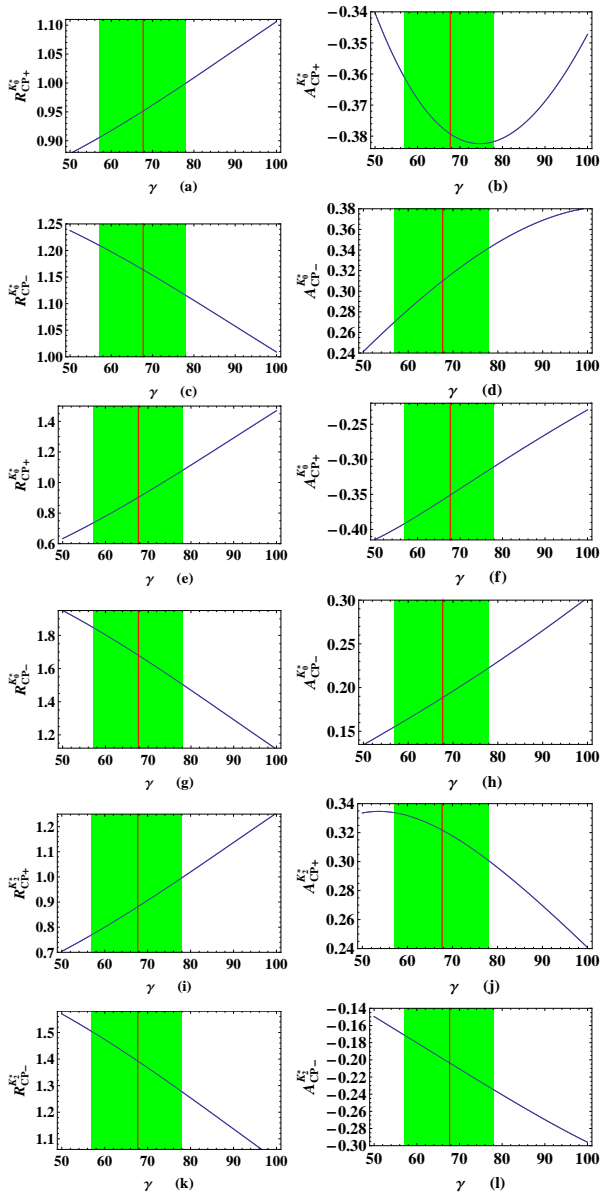 1.10
1.05
1.00
0.95
0.90
R^{K_0^*}_{CP+}
50 60 70 80 90 100
γ (a)
-0.34
-0.36
-0.37
-0.38
A^{K_0^*}_{CP+}
50 60 70 80 90 100
γ (b)
1.25
1.20
1.15
1.10
1.05
1.00
R^{K_0^*}_{CP-}
50 60 70 80 90 100
γ (c)
0.38
0.36
0.32
0.30
0.28
0.26
0.24
A^{K_0^*}_{CP-}
50 60 70 80 90 100
γ (d)
1.4
1.2
1.0
0.8
0.6
R^{K_0^*}_{CP+}
50 60 70 80 90 100
γ (e)
-0.25
-0.30
-0.35
-0.40
A^{K_0^*}_{CP+}
50 60 70 80 90 100
γ (f)
1.8
1.6
1.4
1.2
R^{K_0^*}_{CP-}
50 60 70 80 90 100
γ (g)
0.30
0.25
0.20
0.15
A^{K_0^*}_{CP-}
50 60 70 80 90 100
γ (h)
1.2
1.1
1.0
0.9
0.8
0.7
R^{K_2^*}_{CP+}
50 60 70 80 90 100
γ (i)
0.34
0.32
0.30
0.28
0.26
0.24
A^{K_2^*}_{CP+}
50 60 70 80 90 100
γ (j)
1.5
1.4
1.3
1.2
1.1
R^{K_2^*}_{CP-}
50 60 70 80 90 100
γ (k)
-0.14
-0.16
-0.20
-0.22
-0.24
-0.26
-0.28
-0.30
A^{K_2^*}_{CP-}
50 60 70 80 90 100
γ (l)